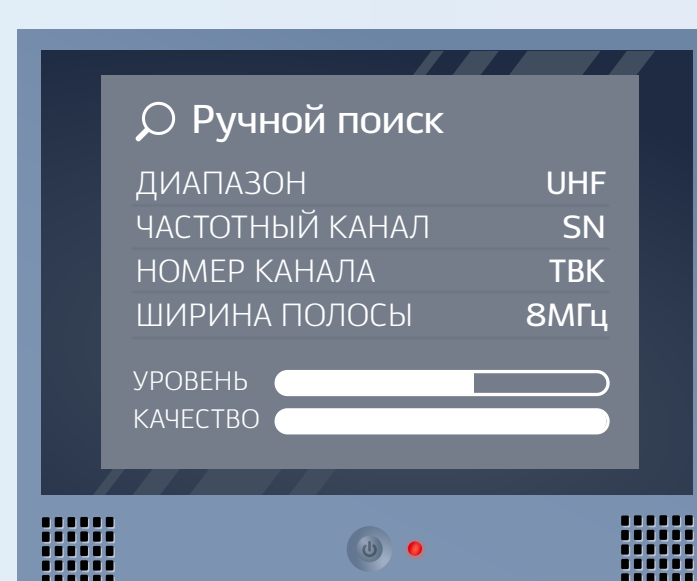 Ручной поиск
ДИАПАЗОН UHF
ЧАСТОТНЫЙ КАНАЛ SN
НОМЕР КАНАЛА ТВК
ШИРИНА ПОЛОСЫ 8МГц
УРОВЕНЬ
КАЧЕСТВО